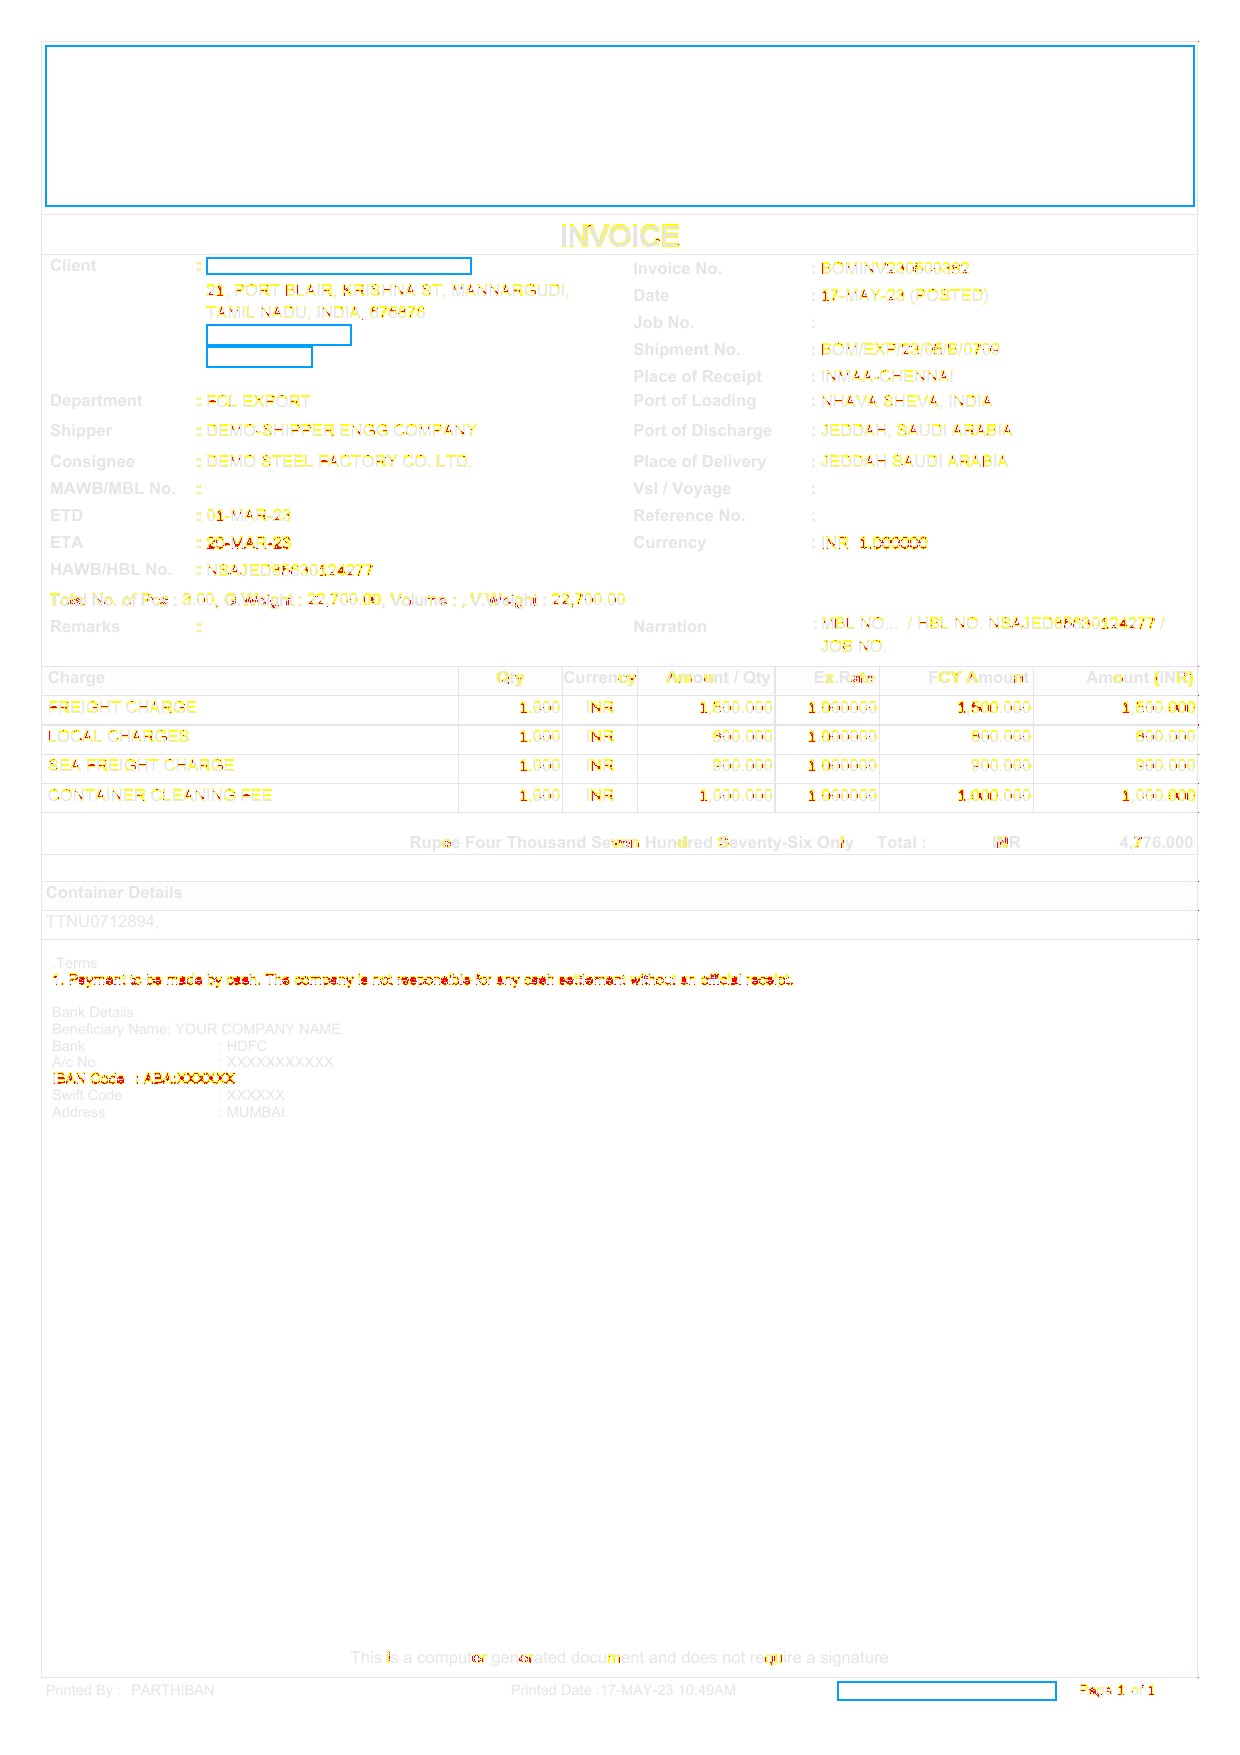 INVOICE
Client :
21, PORT BLAIR, KRISHNA ST, MANNARGUDI,
TAMIL NADU, INDIA, 676976
Invoice No. : BOMINV230500392
Date : 17-MAY-23 (POSTED)
Job No. :
Shipment No. : BOM/EXP/23/05/B/0709
Place of Receipt : INMAA-CHENNAI
Department : FCL EXPORT
Port of Loading : NHAVA SHEVA, INDIA
Shipper : DEMO-SHIPPER ENGG COMPANY
Port of Discharge : JEDDAH, SAUDI ARABIA
Consignee : DEMO STEEL FACTORY CO. LTD.
Place of Delivery : JEDDAH SAUDI ARABIA
MAWB/MBL No. :
Vsl / Voyage :
ETD : 01-MAR-23
Reference No. :
ETA : 20-MAR-23
Currency : INR 1.000000
HAWB/HBL No. :
Total No. of Pcs : 3.00, G.Weight : 22,700.00, Volume : , V.Weight : 22,700.00
Remarks :
Narration : MBL NO... / HBL NO. /
JOB NO.
Charge Qty Currency Amount / Qty Ex.Rate FCY Amount Amount (INR)
FREIGHT CHARGE 1.000 INR 1,500.000 1.000000 1,500.000 1,500.000
LOCAL CHARGES 1.000 INR 1.000000
SEA FREIGHT CHARGE 1.000 INR 900.000 1.000000 900.000 900.000
CONTAINER CLEANING FEE 1.000 INR 1,000.000 1.000000 1,000.000 1,000.000
Rupee Four Thousand Seven Hundred Seventy-Six Only Total : INR 4,776.000
Container Details
TTNU0712894,
.Terms
1. Payment to be made by cash. The company is not responsible for any cash settlement without an official receipt.
Bank Details
Beneficiary Name: YOUR COMPANY NAME
Bank : HDFC
A/c No : XXXXXXXXXXX
IBAN Code : ABA:XXXXXX
Swift Code : XXXXXX
Address : MUMBAI.
This is a computer generated document and does not require a signature
Printed By : PARTHIBAN
Printed Date :17-MAY-23 10:49AM
Page 1 of 1